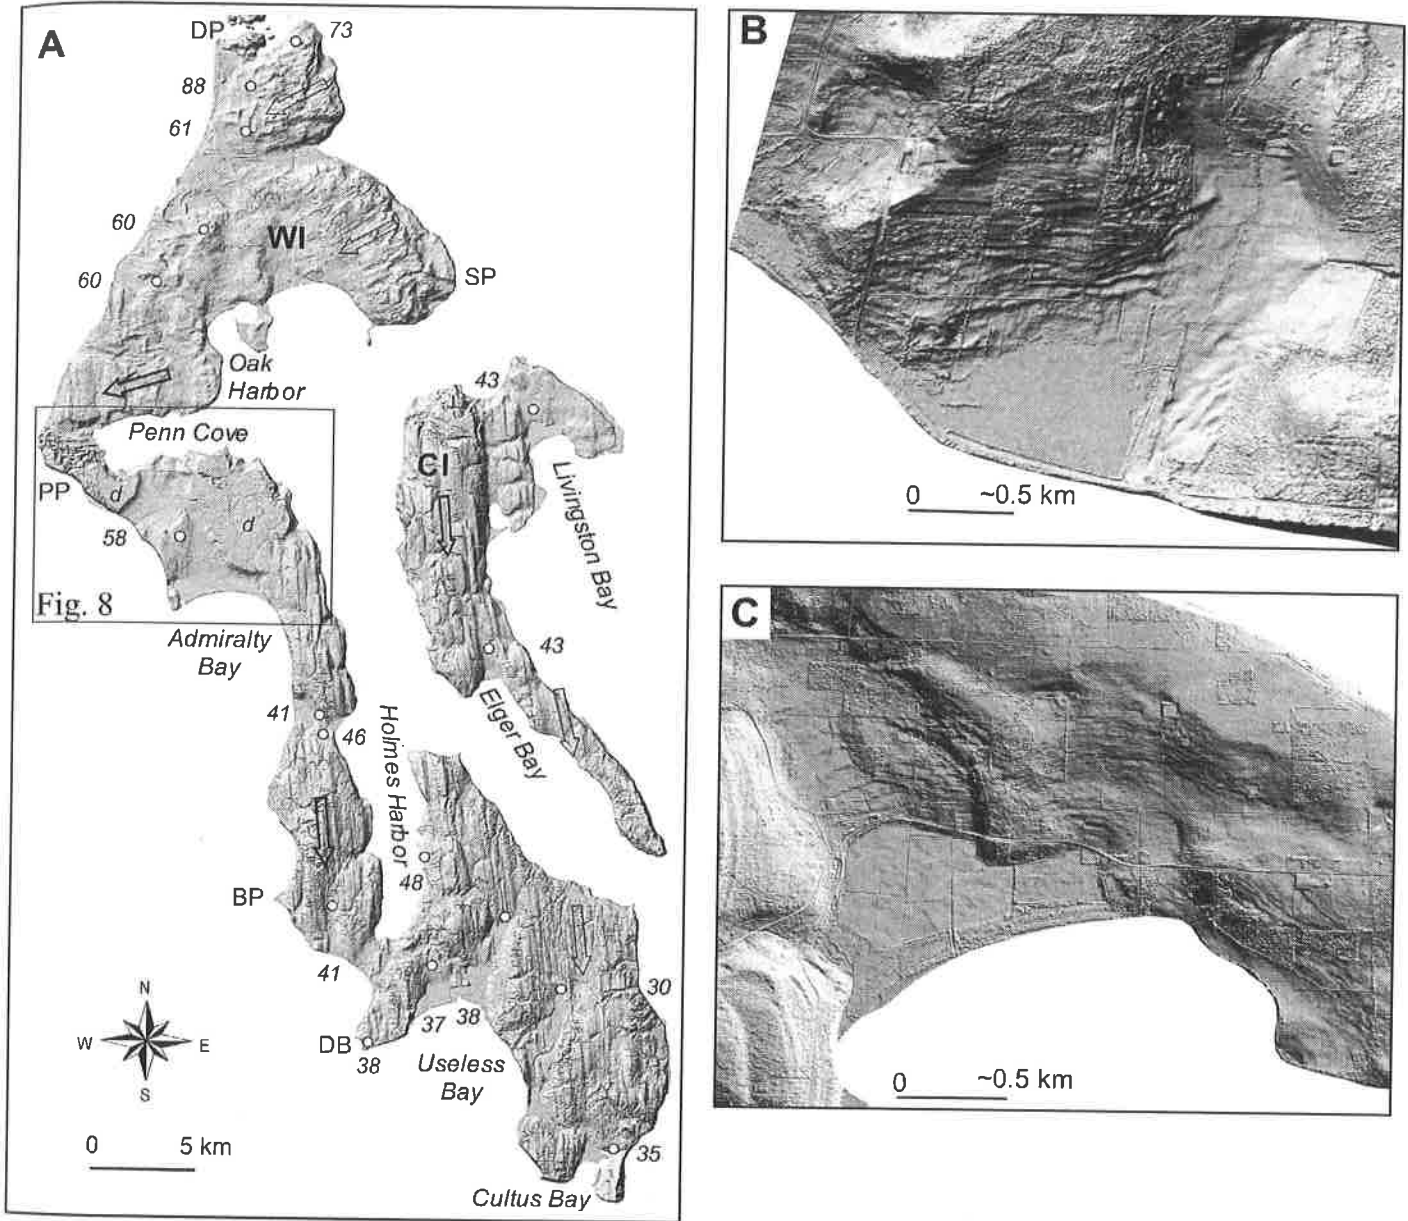 A
DP
73
88
61
60
WI
60
SP
Oak
Harbor
43
Penn Cove
CI
PP
d
d
58
Livingston Bay
Fig. 8
Admiralty
Bay
43
41
46
Elger Bay
Holmes Harbor
48
BP
41
30
N
W
E
S
37
38
DB
38
Useless
Bay
0
5 km
35
Cultus Bay
B
0
~0.5 km
C
0
~0.5 km